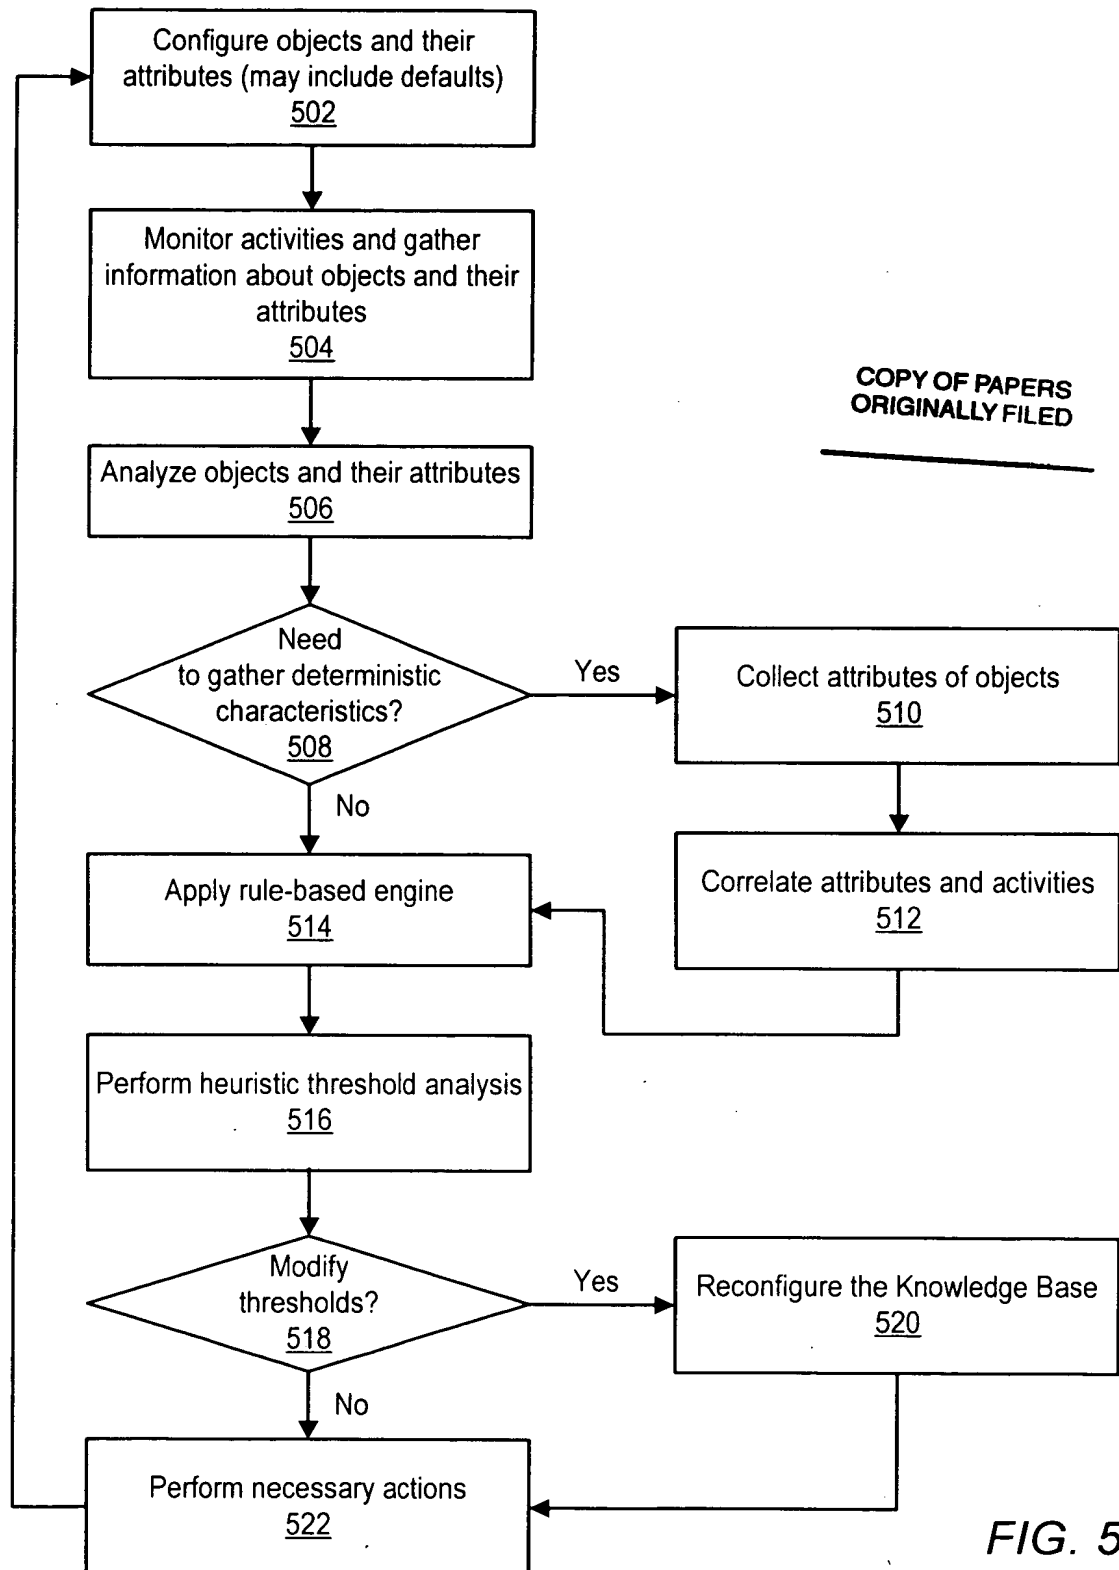 Configure objects and their
attributes (may include defaults)
502
Monitor activities and gather
information about objects and their
attributes
504
COPY OF PAPERS
ORIGINALLY FILED
Analyze objects and their attributes
506
Need
to gather deterministic
characteristics?
508
Yes
Collect attributes of objects
510
No
Correlate attributes and activities
512
Apply rule-based engine
514
Perform heuristic threshold analysis
516
Modify
thresholds?
518
Yes
Reconfigure the Knowledge Base
520
No
Perform necessary actions
522
FIG. 5